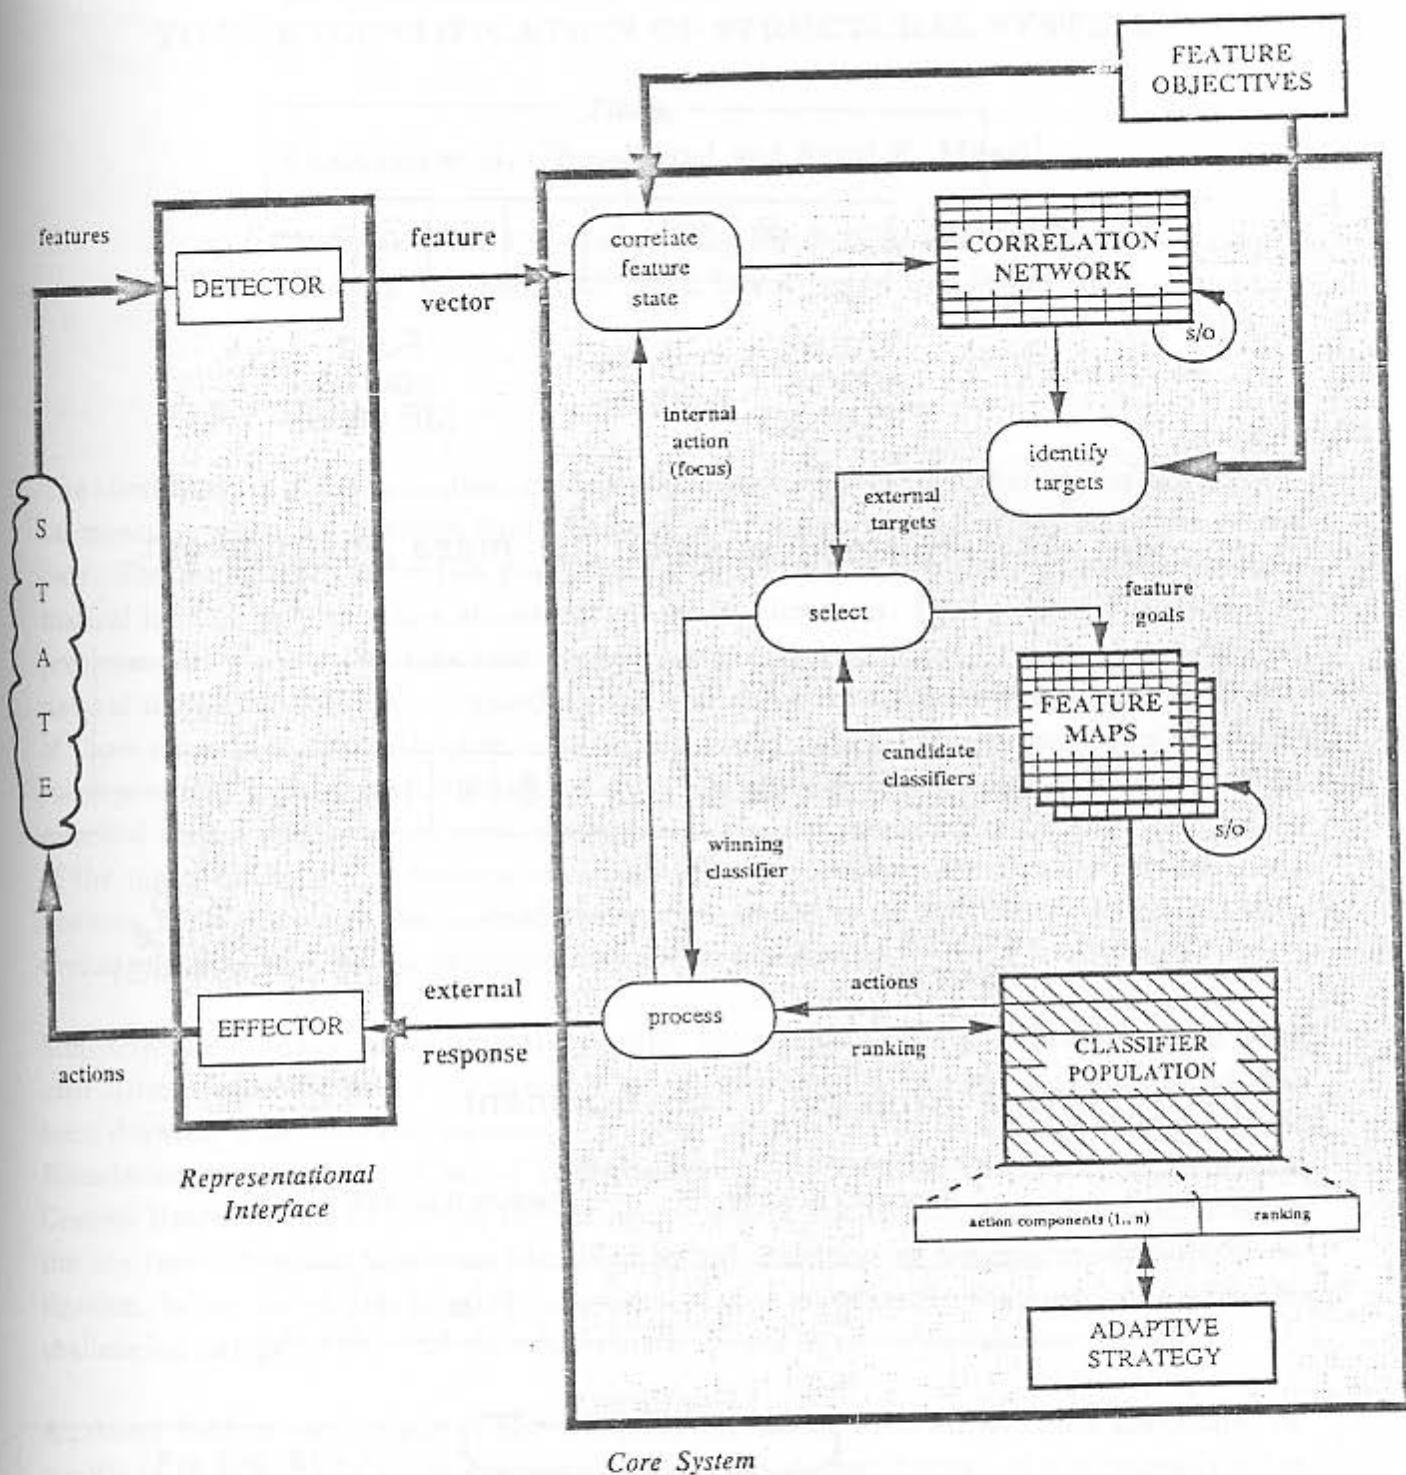 FEATURE
OBJECTIVES
features
DETECTOR
feature
vector
correlate
feature
state
CORRELATION
NETWORK
s/o
internal
action
(focus)
identify
targets
external
targets
S
T
A
T
E
select
feature
goals
FEATURE
MAPS
candidate
classifiers
s/o
winning
classifier
actions
EFFECTOR
external
response
process
actions
ranking
CLASSIFIER
POPULATION
Representational
Interface
action components (1.. n)
ranking
ADAPTIVE
STRATEGY
Core System